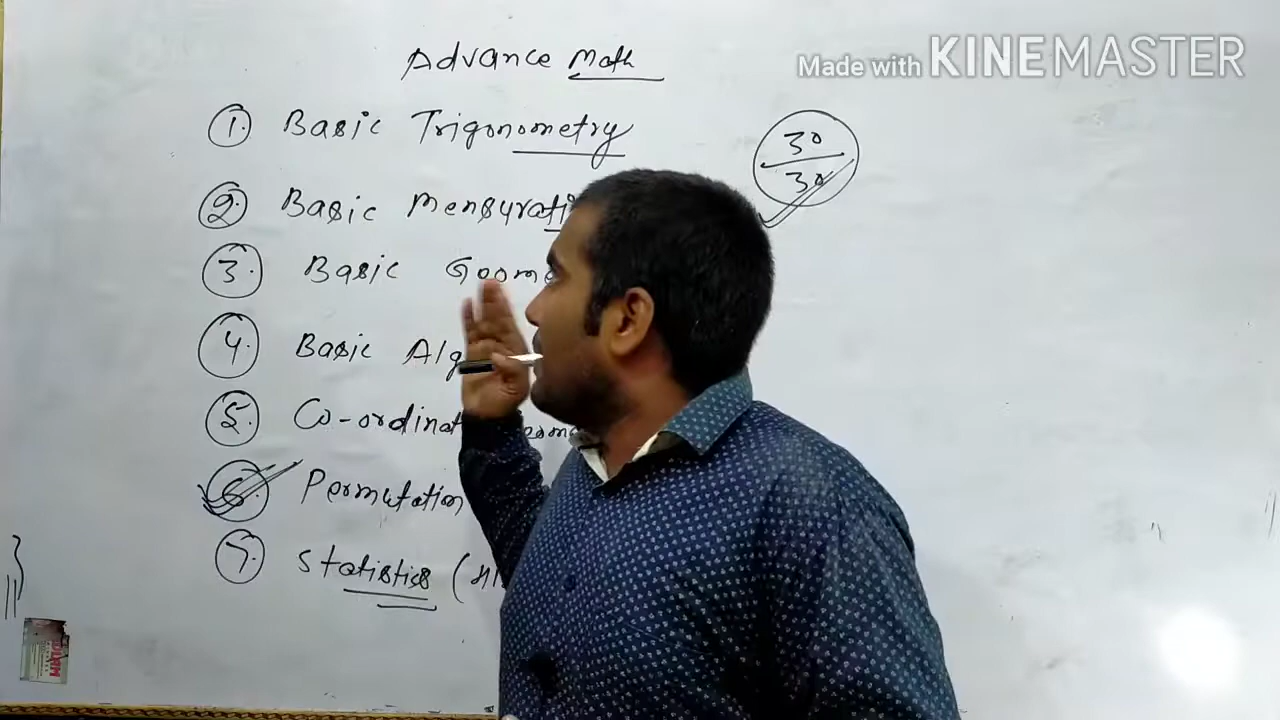 Advance Math
Made with KINEMASTER
1. Basic Trigonometry
30
30
2. Basic Mensurati
3. Basic Geome
4. Basic Alg
5. Co-ordinat eome
6. Permutation
7. Statistics (